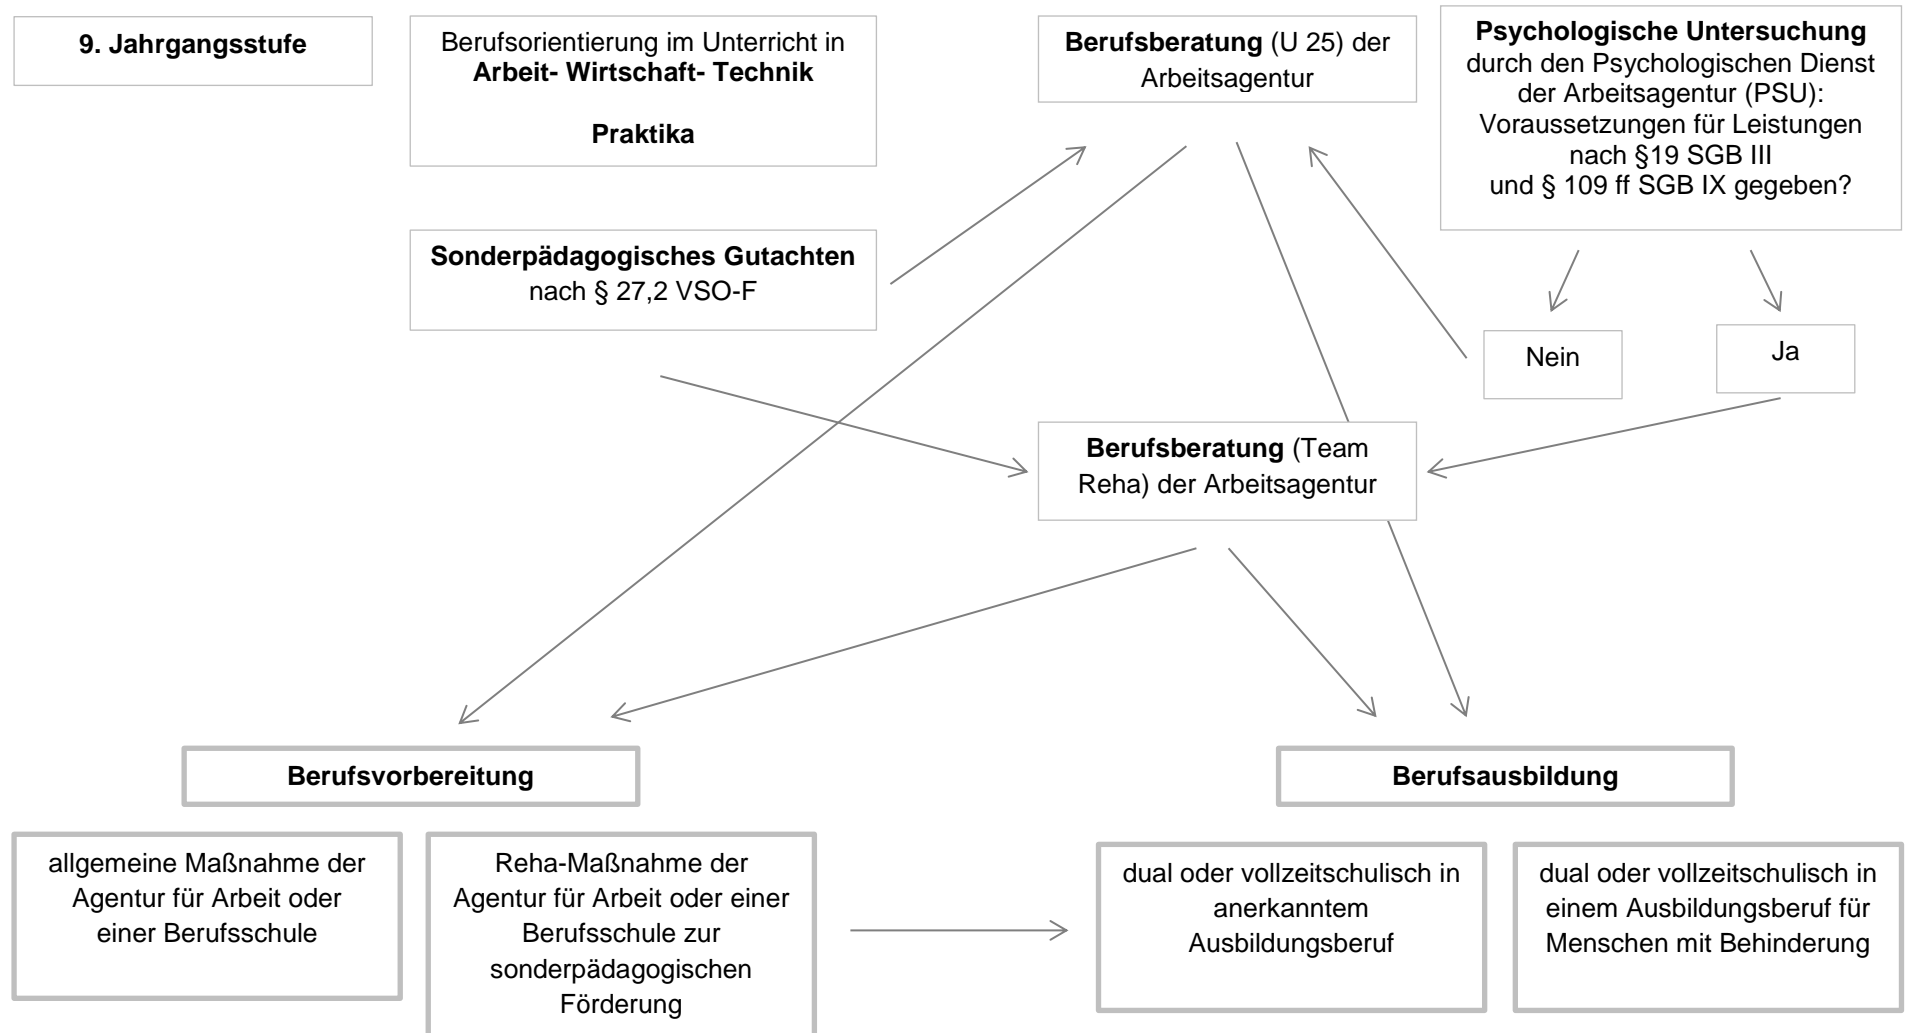 9. Jahrgangsstufe
Berufsorientierung im Unterricht in
Arbeit- Wirtschaft- Technik
Praktika
Berufsberatung (U 25) der
Arbeitsagentur
Psychologische Untersuchung
durch den Psychologischen Dienst
der Arbeitsagentur (PSU):
Voraussetzungen für Leistungen
nach §19 SGB III
und § 109 ff SGB IX gegeben?
Sonderpädagogisches Gutachten
nach § 27,2 VSO-F
Nein
Ja
Berufsberatung (Team
Reha) der Arbeitsagentur
Berufsvorbereitung
Berufsausbildung
allgemeine Maßnahme der
Agentur für Arbeit oder
einer Berufsschule
Reha-Maßnahme der
Agentur für Arbeit oder einer
Berufsschule zur
sonderpädagogischen
Förderung
dual oder vollzeitschulisch in
anerkanntem
Ausbildungsberuf
dual oder vollzeitschulisch in
einem Ausbildungsberuf für
Menschen mit Behinderung